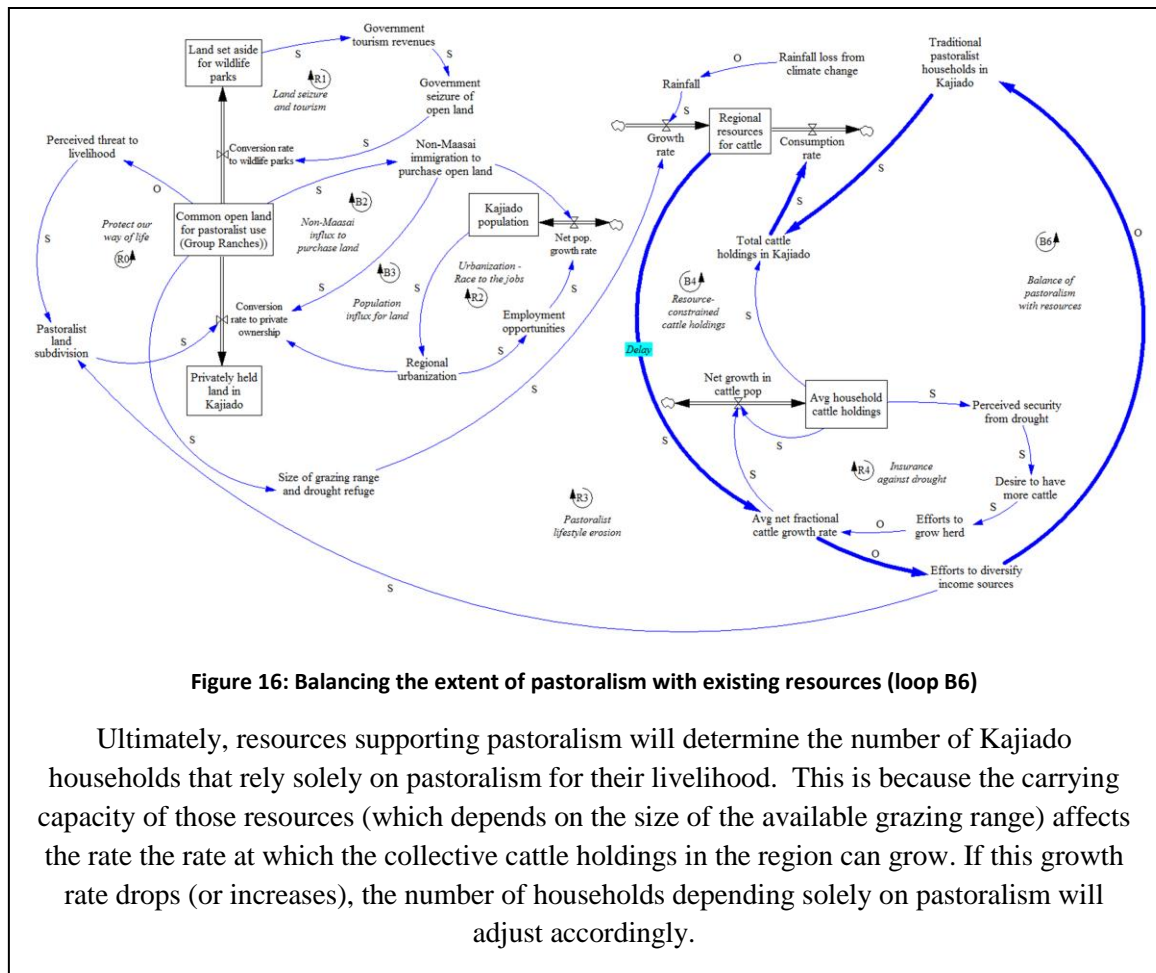 Land set aside
for wildlife
parks
S
Government
tourism revenues
S
Government
seizure of
open land
R1
Land seizure
and tourism
S
Conversion rate
to wildlife parks
Perceived threat to
livelihood
O
S
Protect our
way of life
R0
Common open land
for pastoralist use
(Group Ranches))
S
Non-Maasai
immigration to
purchase open land
B2
Non-Maasai
influx to
purchase land
S
S
Kajiado
population
Net pop.
growth rate
B3
Population
influx for land
Urbanization -
Race to the jobs
R2
S
S
Employment
opportunities
S
Regional
urbanization
S
Conversion
rate to private
ownership
S
Pastoralist
land
subdivision
S
Privately held
land in
Kajiado
S
Size of grazing range
and drought refuge
S
Rainfall
O
Rainfall loss from
climate change
S
Growth
rate
Regional
resources
for cattle
Consumption
rate
Traditional
pastoralist
households in
Kajiado
S
S
Total cattle
holdings in Kajiado
B4
Resource-
constrained
cattle holdings
S
B6
Balance of
pastoralism
with resources
O
Delay
S
Net growth in
cattle pop
Avg household
cattle holdings
S
S
S
Perceived security
from drought
S
Desire to have
more cattle
S
Efforts to
grow herd
O
R4
Insurance
against drought
R3
Pastoralist
lifestyle erosion
Avg net fractional
cattle growth rate
O
Efforts to diversify
income sources
S
Figure 16: Balancing the extent of pastoralism with existing resources (loop B6)
Ultimately, resources supporting pastoralism will determine the number of Kajiado
households that rely solely on pastoralism for their livelihood. This is because the carrying
capacity of those resources (which depends on the size of the available grazing range) affects
the rate the rate at which the collective cattle holdings in the region can grow. If this growth
rate drops (or increases), the number of households depending solely on pastoralism will
adjust accordingly.